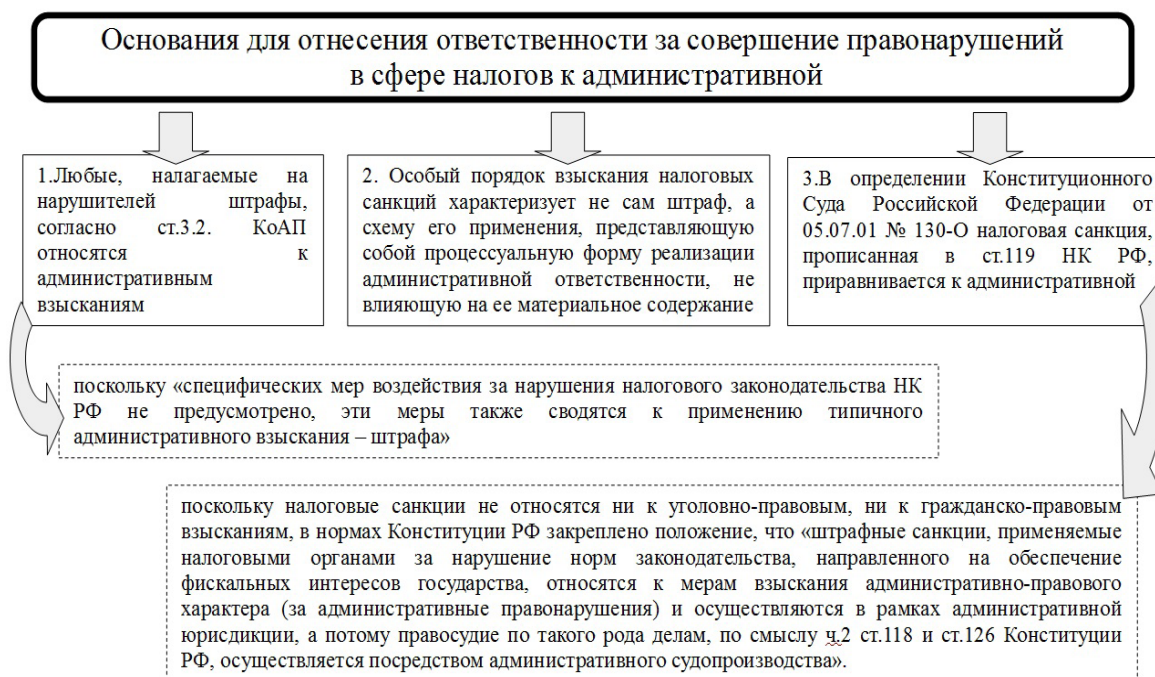 Основания для отнесения ответственности за совершение правонарушений
в сфере налогов к административной
1.Любые, налагаемые на
нарушителей штрафы,
согласно ст.3.2. КоАП
относятся к
административным
взысканиям
2. Особый порядок взыскания налоговых
санкций характеризует не сам штраф, а
схему его применения, представляющую
собой процессуальную форму реализации
административной ответственности, не
влияющую на ее материальное содержание
3.В определении Конституционного
Суда Российской Федерации от
05.07.01 № 130-О налоговая санкция,
прописанная в ст.119 НК РФ,
приравнивается к административной
поскольку «специфических мер воздействия за нарушения налогового законодательства НК
РФ не предусмотрено, эти меры также сводятся к применению типичного
административного взыскания – штрафа»
поскольку налоговые санкции не относятся ни к уголовно-правовым, ни к гражданско-правовым
взысканиям, в нормах Конституции РФ закреплено положение, что «штрафные санкции, применяемые
налоговыми органами за нарушение норм законодательства, направленного на обеспечение
фискальных интересов государства, относятся к мерам взыскания административно-правового
характера (за административные правонарушения) и осуществляются в рамках административной
юрисдикции, а потому правосудие по такого рода делам, по смыслу ч.2 ст.118 и ст.126 Конституции
РФ, осуществляется посредством административного судопроизводства».